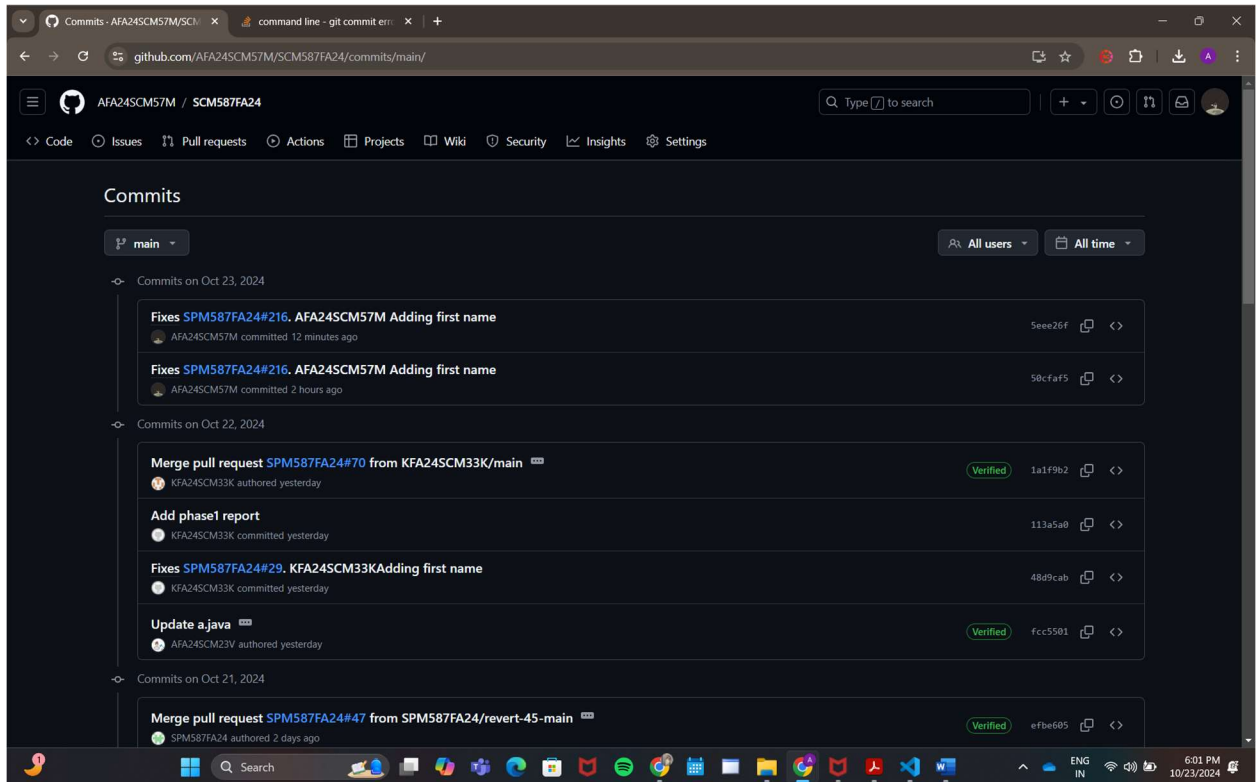 Commits · AFA24SCM57M/SCM
command line - git commit erro
github.com/AFA24SCM57M/SCM587FA24/commits/main/
A
AFA24SCM57M / SCM587FA24
Type / to search
Code Issues Pull requests Actions Projects Wiki Security Insights Settings
Commits
main
All users
All time
Commits on Oct 23, 2024
Fixes SPM587FA24#216. AFA24SCM57M Adding first name
AFA24SCM57M committed 12 minutes ago
5eee26f
Fixes SPM587FA24#216. AFA24SCM57M Adding first name
AFA24SCM57M committed 2 hours ago
50cfaf5
Commits on Oct 22, 2024
Merge pull request SPM587FA24#70 from KFA24SCM33K/main
KFA24SCM33K authored yesterday
Verified
1a1f9b2
Add phase1 report
KFA24SCM33K committed yesterday
113a5a0
Fixes SPM587FA24#29. KFA24SCM33KAdding first name
KFA24SCM33K committed yesterday
48d9cab
Update a.java
AFA24SCM23V authored yesterday
Verified
fcc5501
Commits on Oct 21, 2024
Merge pull request SPM587FA24#47 from SPM587FA24/revert-45-main
SPM587FA24 authored 2 days ago
Verified
efbe605
1
Search
ENG
IN
6:01 PM
10/23/2024